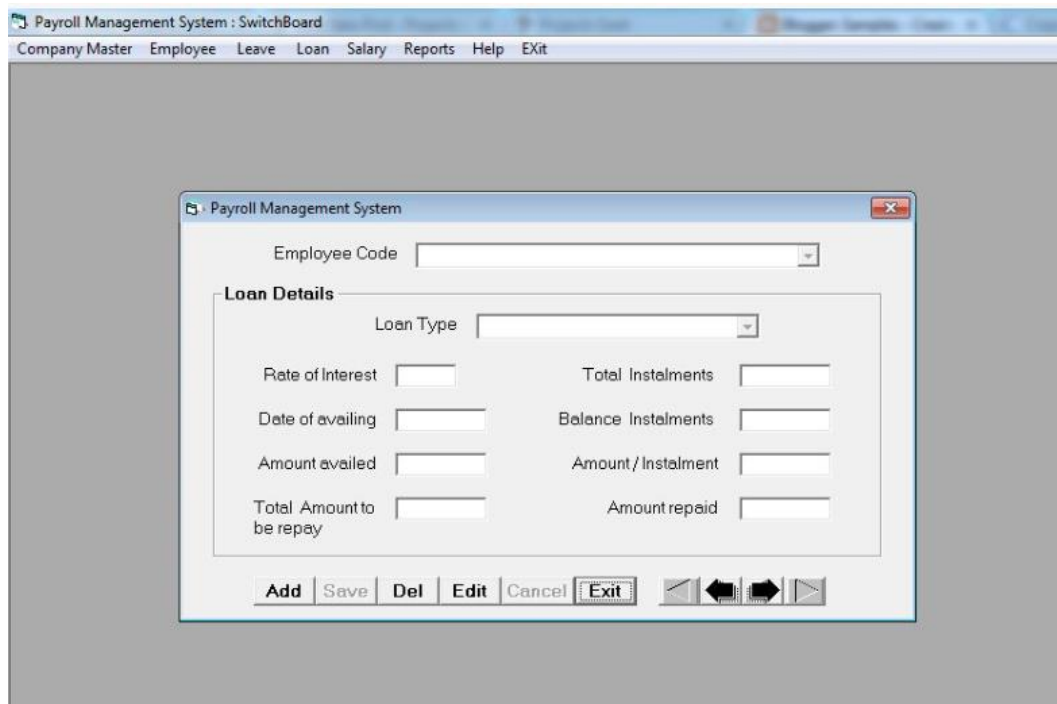 Payroll Management System : SwitchBoard
Company Master Employee Leave Loan Salary Reports Help EXit
Payroll Management System
Employee Code
Loan Details
Loan Type
Rate of Interest Total Instalments
Date of availing Balance Instalments
Amount availed Amount / Instalment
Total Amount to Amount repaid
be repay
Add Save Del Edit Cancel Exit